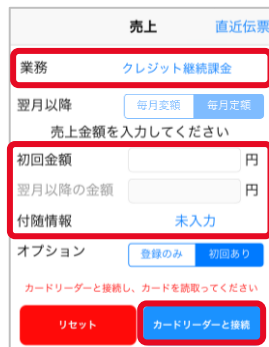 売上 直近伝票
業務 クレジット継続課金
翌月以降 毎月変額 毎月定額
売上金額を入力してください
初回金額 円
翌月以降の金額 円
付随情報 未入力
オプション 登録のみ 初回あり
カードリーダーと接続し、カードを読取ってください
リセット カードリーダーと接続